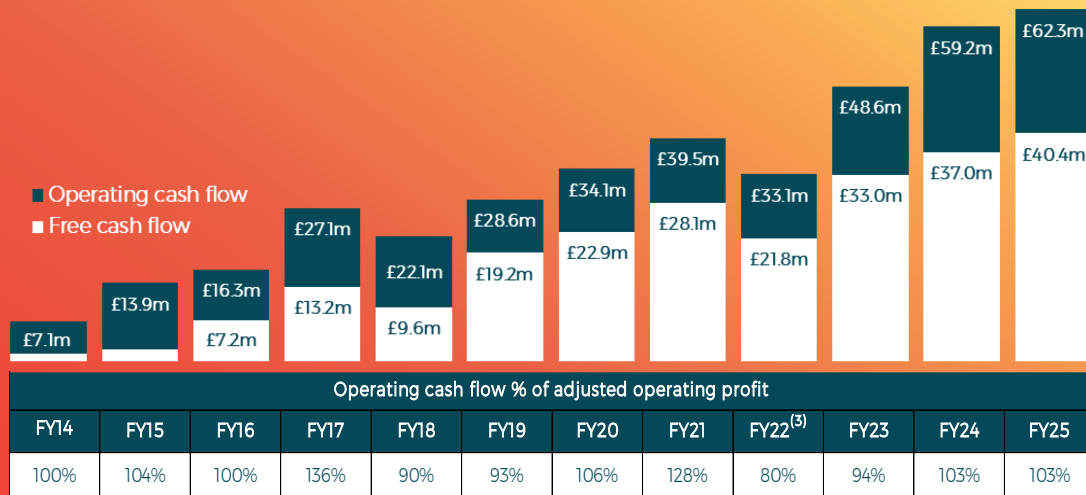 £62.3m
£59.2m
£48.6m
£40.4m
£39.5m
£37.0m
Operating cash flow
£34.1m
£33.1m
£33.0m
Free cash flow
£28.6m
£28.1m
£27.1m
£22.9m
£21.8m
£22.1m
£19.2m
£13.9m
£16.3m
£13.2m
£9.6m
£7.1m
£7.2m
Operating cash flow % of adjusted operating profit
FY14 FY15 FY16 FY17 FY18 FY19 FY20 FY21 FY22(3) FY23 FY24 FY25
100% 104% 100% 136% 90% 93% 106% 128% 80% 94% 103% 103%